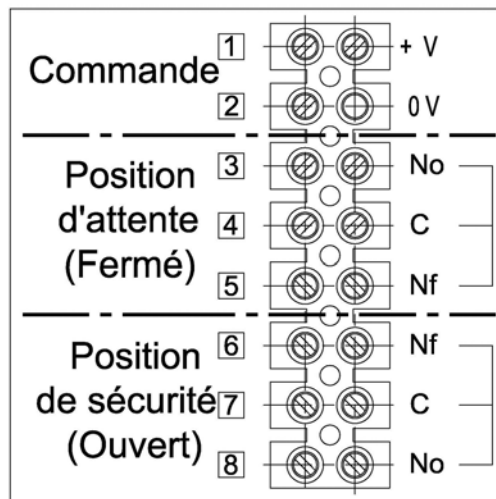 Commande
1 + V
2 0 V
Position
d'attente
(Fermé)
3 No
4 C
5 Nf
Position
de sécurité
(Ouvert)
6 Nf
7 C
8 No